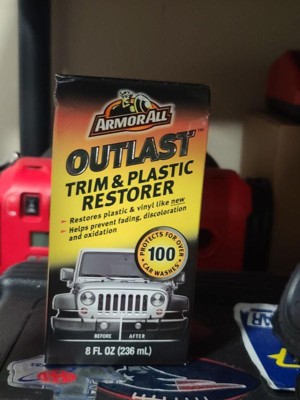 ARMOR ALL
OUTLAST™
TRIM & PLASTIC
RESTORER
Restores plastic & vinyl like new
Helps prevent fading, discoloration
and oxidation
PROTECTS FOR OVER
100
CAR WASHES
BEFORE AFTER
8 FL OZ (236 mL)